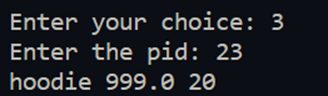 Enter your choice: 3
Enter the pid: 23
hoodie 999.0 20